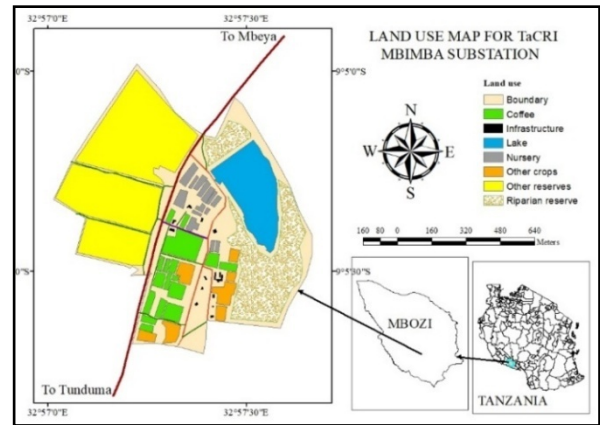 32°57'0"E
32°57'30"E
To Mbeya
LAND USE MAP FOR TaCRI
MBIMBA SUBSTATION
0"S
9°5'0"S
Land use
Boundary
Coffee
Infrastructure
Lake
Nursery
Other crops
Other reserves
Riparian reserve
N
W
E
S
160 80 0 160 320 480 640
Meters
0"S
9°5'30"S
MBOZI
TANZANIA
To Tunduma
32°57'0"E
32°57'30"E